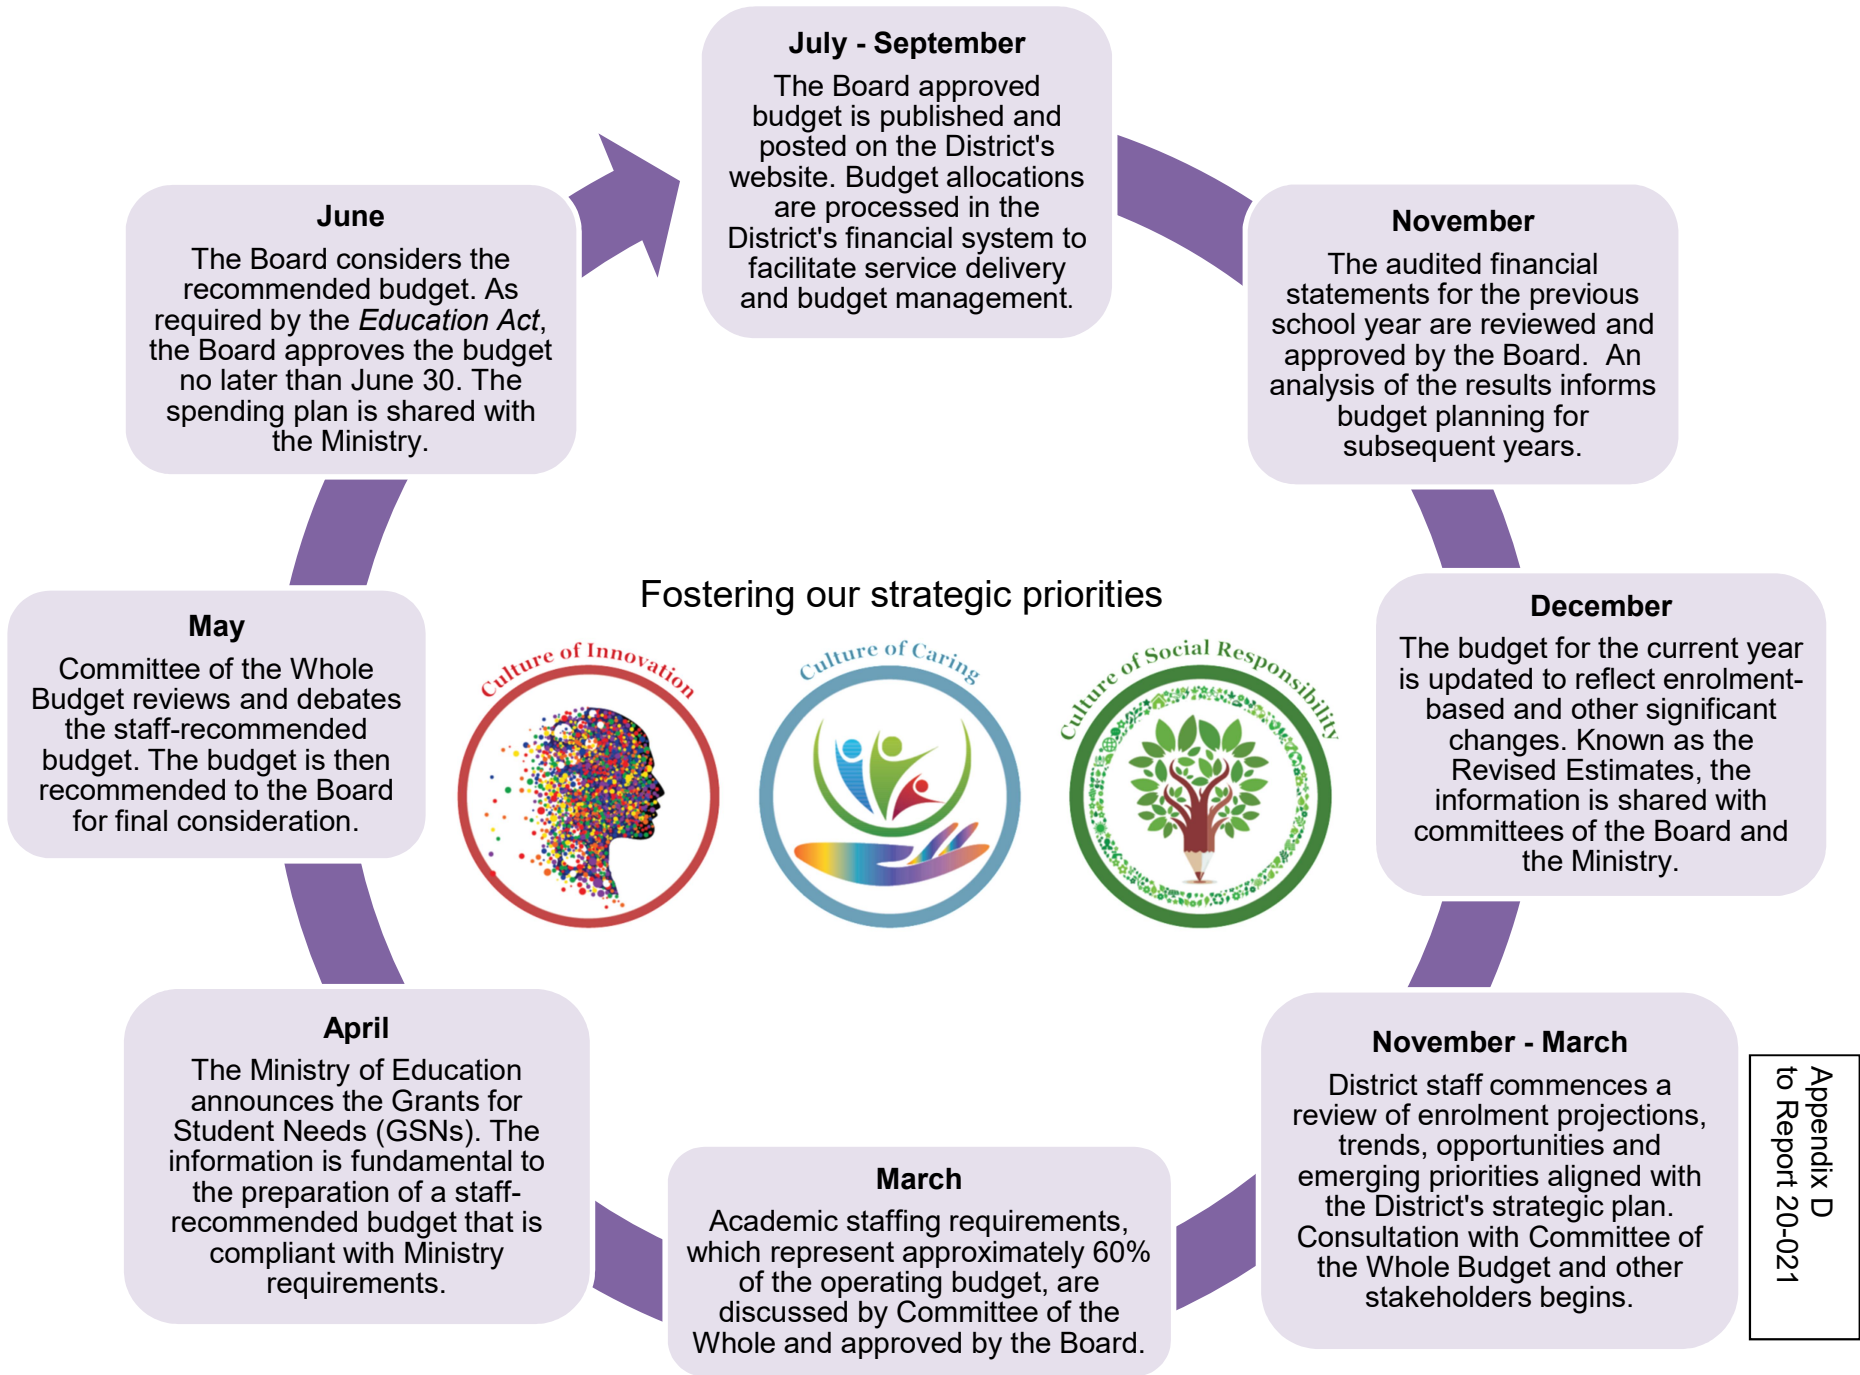 July - September
The Board approved
budget is published and
posted on the District's
website. Budget allocations
are processed in the
District's financial system to
facilitate service delivery
and budget management.
November
The audited financial
statements for the previous
school year are reviewed and
approved by the Board.  An
analysis of the results informs
budget planning for
subsequent years.
December
The budget for the current year
is updated to reflect enrolment-
based and other significant
changes. Known as the
Revised Estimates, the
information is shared with
committees of the Board and
the Ministry.
November - March
District staff commences a
review of enrolment projections,
trends, opportunities and
emerging priorities aligned with
the District's strategic plan.
Consultation with Committee of
the Whole Budget and other
stakeholders begins.
March
Academic staffing requirements,
which represent approximately 60%
of the operating budget, are
discussed by Committee of the
Whole and approved by the Board.
April
The Ministry of Education
announces the Grants for
Student Needs (GSNs). The
information is fundamental to
the preparation of a staff-
recommended budget that is
compliant with Ministry
requirements.
May
Committee of the Whole
Budget reviews and debates
the staff-recommended
budget. The budget is then
recommended to the Board
for final consideration.
June
The Board considers the
recommended budget. As
required by the Education Act,
the Board approves the budget
no later than June 30. The
spending plan is shared with
the Ministry.
Fostering our strategic priorities
Culture of Innovation
Culture of Caring
Culture of Social Responsibility
Appendix D
to Report 20-021